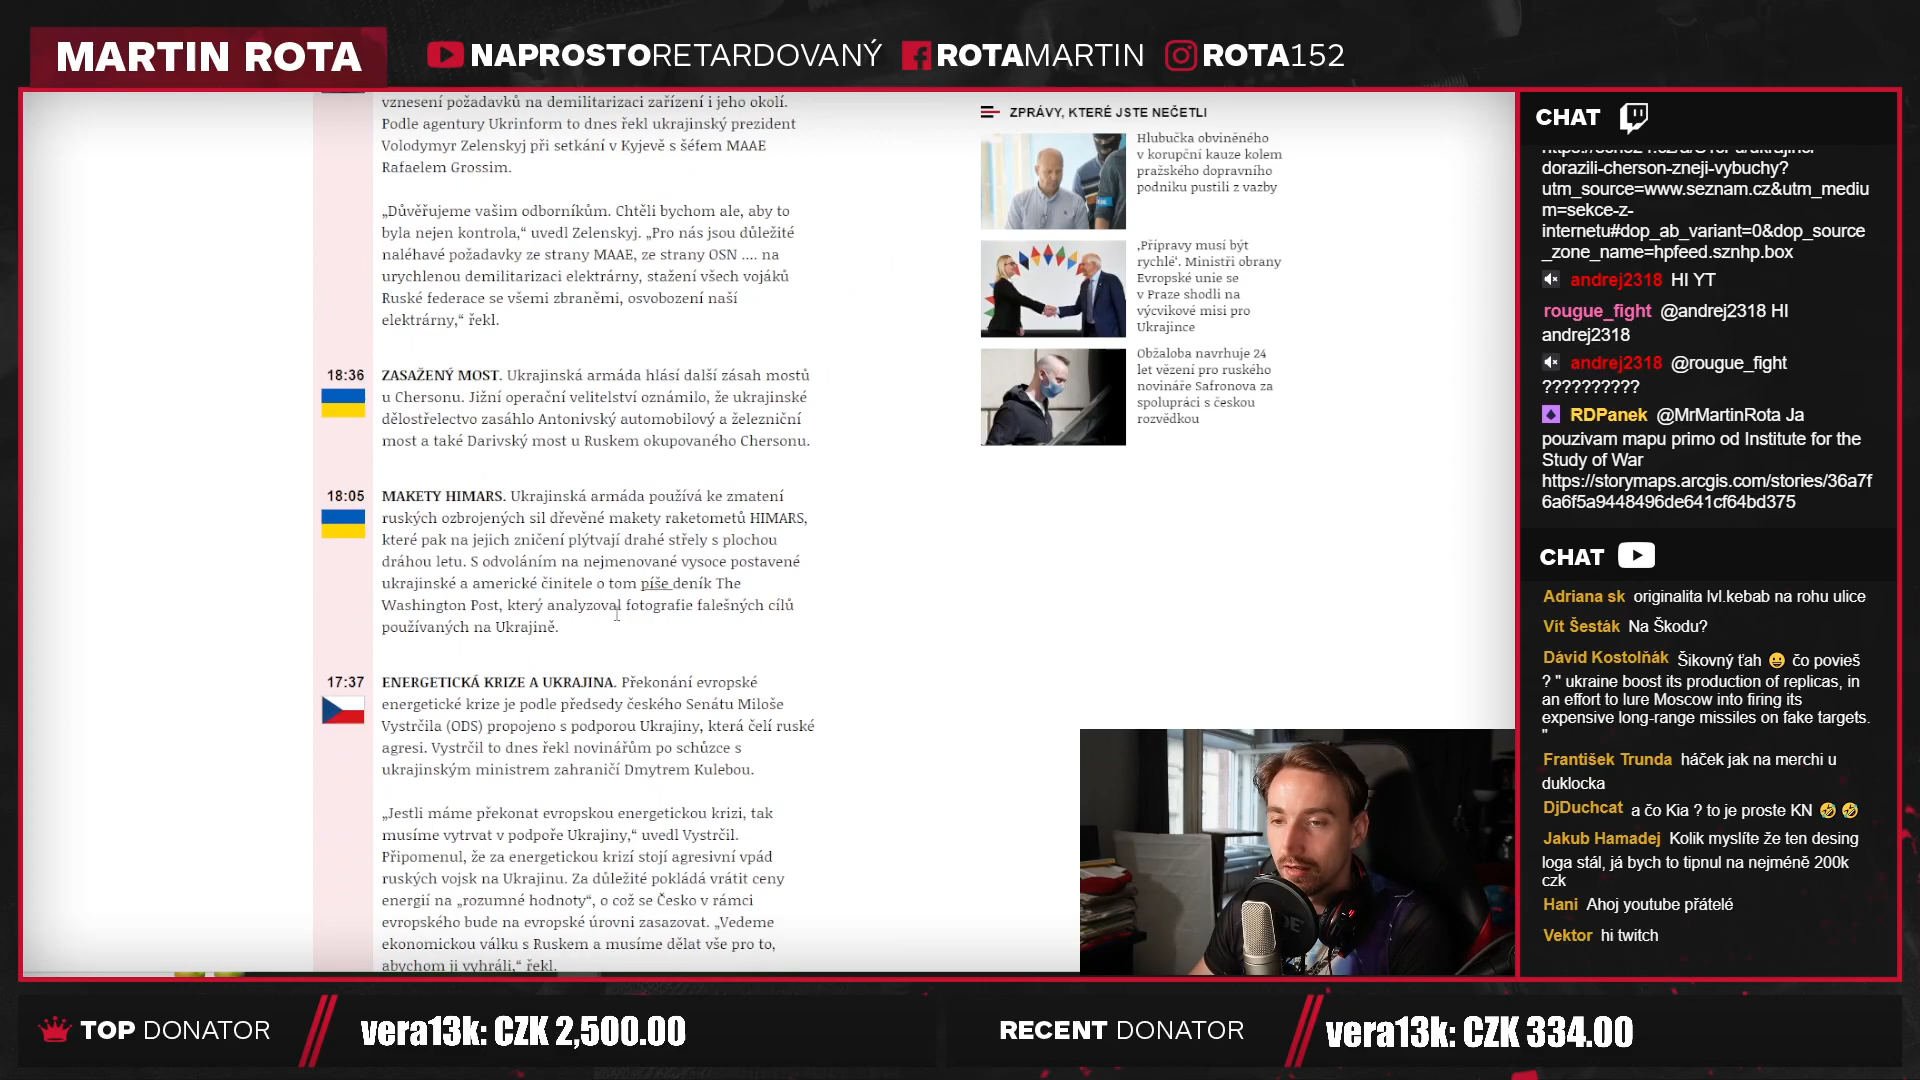 MARTIN ROTA
NAPROSTORETARDOVANÝ
ROTAMARTIN
ROTA152
vznesení požadavků na demilitarizaci zařízení i jeho okolí.
Podle agentury Ukrinform to dnes řekl ukrajinský prezident
Volodymyr Zelenskyj při setkání v Kyjevě s šéfem MAAE
Rafaelem Grossim.
„Důvěřujeme vašim odborníkům. Chtěli bychom ale, aby to
byla nejen kontrola,“ uvedl Zelenskyj. „Pro nás jsou důležité
naléhavé požadavky ze strany MAAE, ze strany OSN .... na
urychlenou demilitarizaci elektrárny, stažení všech vojáků
Ruské federace se všemi zbraněmi, osvobození naší
elektrárny,“ řekl.
18:36
ZASAŽENÝ MOST. Ukrajinská armáda hlásí další zásah mostů
u Chersonu. Jižní operační velitelství oznámilo, že ukrajinské
dělostřelectvo zasáhlo Antonivský automobilový a železniční
most a také Darivský most u Ruskem okupovaného Chersonu.
18:05
MAKETY HIMARS. Ukrajinská armáda používá ke zmatení
ruských ozbrojených sil dřevěné makety raketometů HIMARS,
které pak na jejich zničení plýtvají drahé střely s plochou
dráhou letu. S odvoláním na nejmenované vysoce postavené
ukrajinské a americké činitele o tom píše deník The
Washington Post, který analyzoval fotografie falešných cílů
používaných na Ukrajině.
17:37
ENERGETICKÁ KRIZE A UKRAJINA. Překonání evropské
energetické krize je podle předsedy českého Senátu Miloše
Vystrčila (ODS) propojeno s podporou Ukrajiny, která čelí ruské
agresi. Vystrčil to dnes řekl novinářům po schůzce s
ukrajinským ministrem zahraničí Dmytrem Kulebou.
„Jestli máme překonat evropskou energetickou krizi, tak
musíme vytrvat v podpoře Ukrajiny,“ uvedl Vystrčil.
Připomenul, že za energetickou krizí stojí agresivní vpád
ruských vojsk na Ukrajinu. Za důležité pokládá vrátit ceny
energií na „rozumné hodnoty“, o což se Česko v rámci
evropského bude na evropské úrovni zasazovat. „Vedeme
ekonomickou válku s Ruskem a musíme dělat vše pro to,
abychom ji vyhráli,“ řekl.
ZPRÁVY, KTERÉ JSTE NEČETLI
Hlubučka obviněného
v korupční kauze kolem
pražského dopravního
podniku pustili z vazby
‚Přípravy musí být
rychlé‘. Ministři obrany
Evropské unie se
v Praze shodli na
výcvikové misi pro
Ukrajince
Obžaloba navrhuje 24
let vězení pro ruského
novináře Safronova za
spolupráci s českou
rozvědkou
CHAT
dorazili-cherson-zneji-vybuchy?
utm_source=www.seznam.cz&utm_mediu
m=sekce-z-
internetu#dop_ab_variant=0&dop_source
_zone_name=hpfeed.sznhp.box
andrej2318 HI YT
rougue_fight @andrej2318 HI
andrej2318
andrej2318 @rougue_fight
??????????
RDPanek @MrMartinRota Ja
pouzivam mapu primo od Institute for the
Study of War
https://storymaps.arcgis.com/stories/36a7f
6a6f5a9448496de641cf64bd375
CHAT
Adriana sk originalita lvl.kebab na rohu ulice
Vít Šesták Na Škodu?
Dávid Kostolňák Šikovný ťah 😀 čo povieš
? " ukraine boost its production of replicas, in
an effort to lure Moscow into firing its
expensive long-range missiles on fake targets.
"
František Trunda háček jak na merchi u
duklocka
DjDuchcat a čo Kia ? to je proste KN 🤣 🤣
Jakub Hamadej Kolik myslíte že ten desing
loga stál, já bych to tipnul na nejméně 200k
czk
Hani Ahoj youtube přátelé
Vektor hi twitch
TOP DONATOR
vera13k: CZK 2,500.00
RECENT DONATOR
vera13k: CZK 334.00